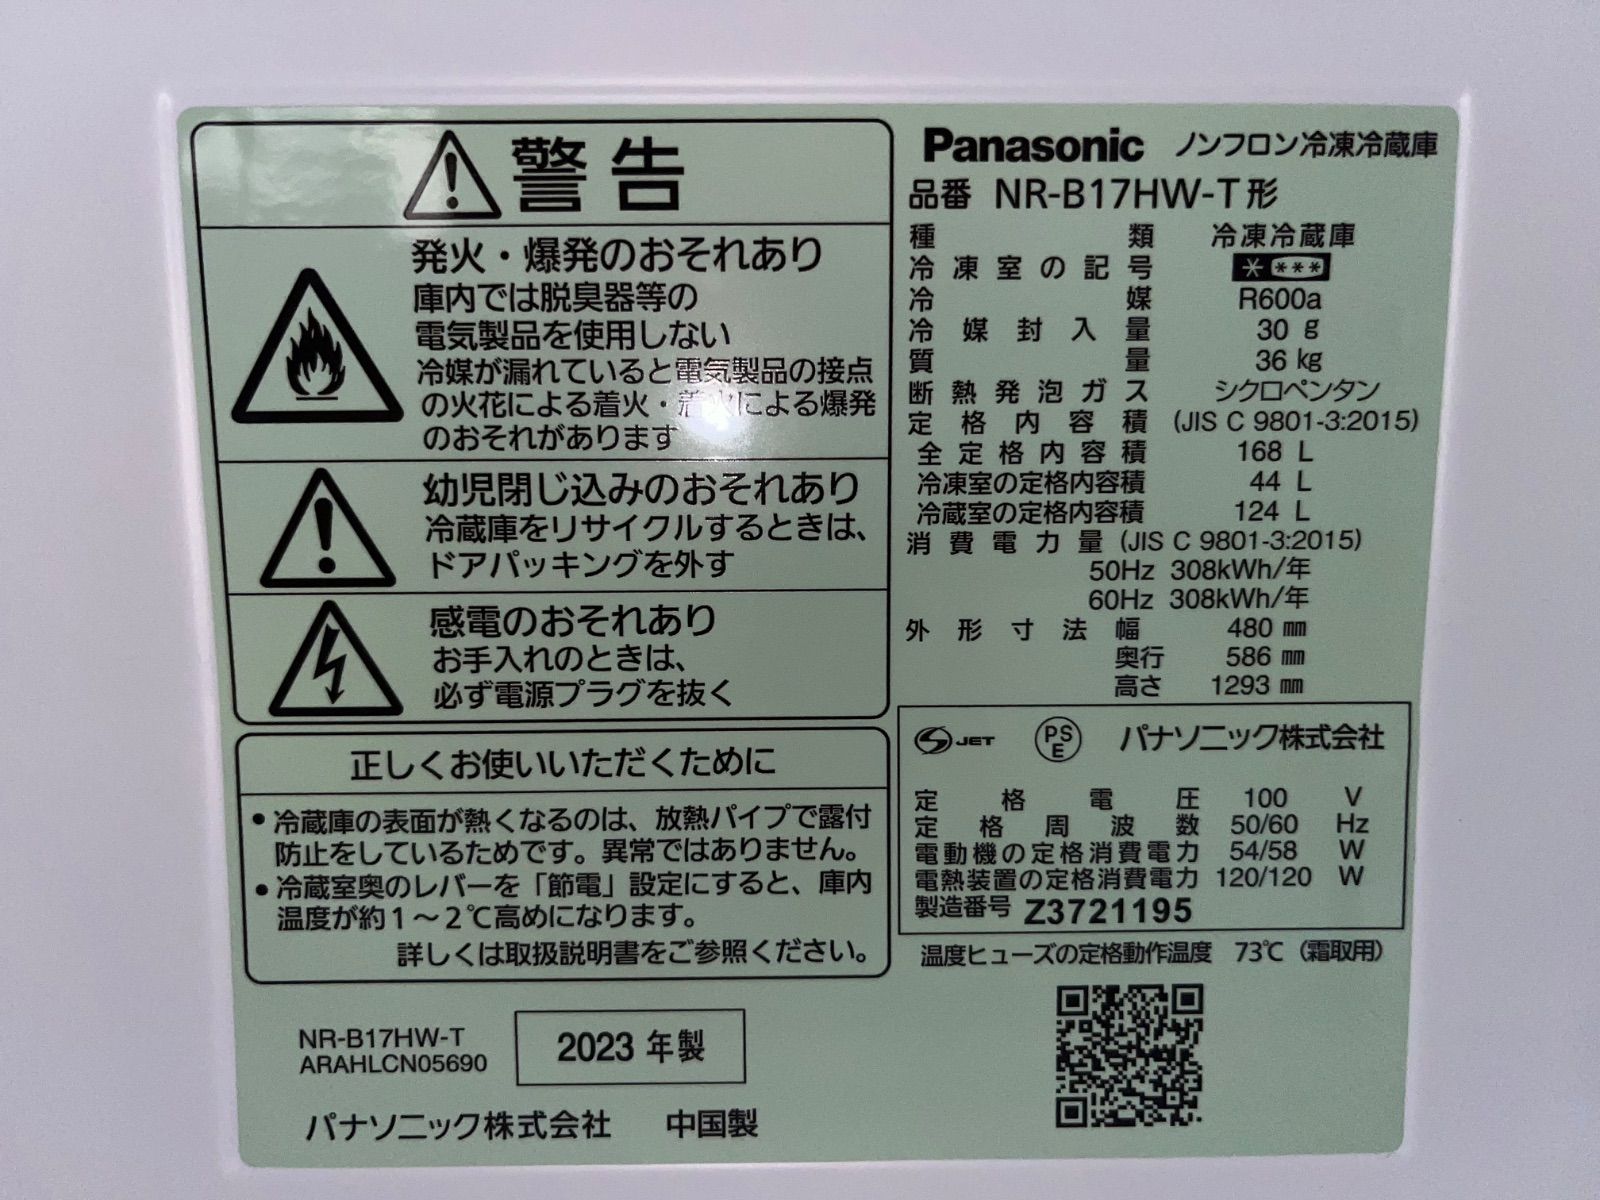 警告
発火・爆発のおそれあり
庫内では脱臭器等の
電気製品を使用しない
冷媒が漏れていると電気製品の接点
の火花による着火・着火による爆発
のおそれがあります
幼児閉じ込みのおそれあり
冷蔵庫をリサイクルするときは、
ドアパッキングを外す
感電のおそれあり
お手入れのときは、
必ず電源プラグを抜く
正しくお使いいただくために
・冷蔵庫の表面が熱くなるのは、放熱パイプで露付
防止をしているためです。異常ではありません。
・冷蔵室奥のレバーを「節電」設定にすると、庫内
温度が約1~2℃高めになります。
詳しくは取扱説明書をご参照ください。
NR-B17HW-T
ARAHLCN05690
2023 年製
パナソニック株式会社 中国製
Panasonic ノンフロン冷凍冷蔵庫
品番 NR-B17HW-T形
種類 冷凍冷蔵庫
冷凍室の記号 * ***
冷媒 R600a
冷媒封入量 30 g
質量 36 kg
断熱発泡ガス シクロペンタン
定格内容積 (JIS C 9801-3:2015)
全定格内容積 168 L
冷凍室の定格内容積 44 L
冷蔵室の定格内容積 124 L
消費電力量 (JIS C 9801-3:2015)
50Hz 308kWh/年
60Hz 308kWh/年
外形寸法 幅 480 mm
奥行 586 mm
高さ 1293 mm
JET PSE パナソニック株式会社
定格電圧 100 V
定格周波数 50/60 Hz
電動機の定格消費電力 54/58 W
電熱装置の定格消費電力 120/120 W
製造番号 Z3721195
温度ヒューズの定格動作温度 73℃ (霜取用)